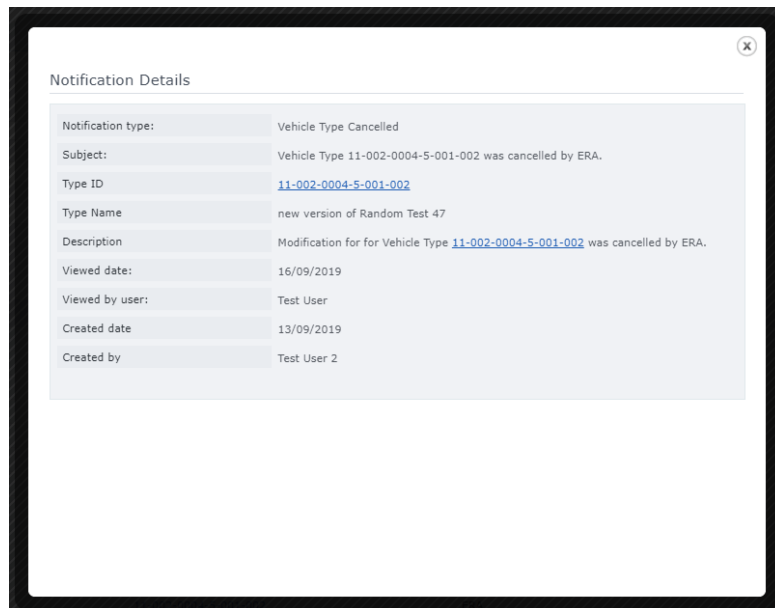 x
Notification Details
Notification type: Vehicle Type Cancelled
Subject: Vehicle Type 11-002-0004-5-001-002 was cancelled by ERA.
Type ID 11-002-0004-5-001-002
Type Name new version of Random Test 47
Description Modification for for Vehicle Type 11-002-0004-5-001-002 was cancelled by ERA.
Viewed date: 16/09/2019
Viewed by user: Test User
Created date 13/09/2019
Created by Test User 2